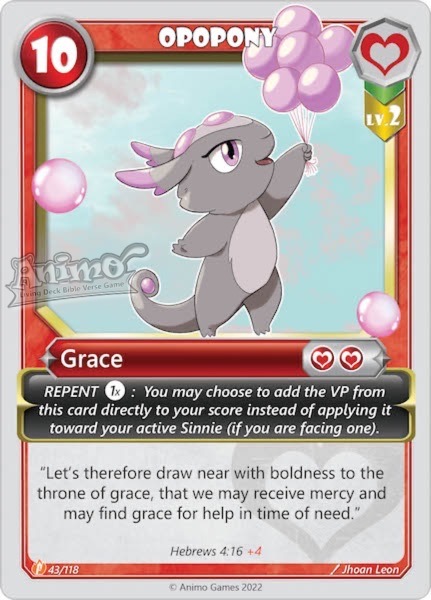 10
OPOPONY
LV.2
Animo
Living Deck Bible Verse Game
Grace
REPENT 1x : You may choose to add the VP from
this card directly to your score instead of applying it
toward your active Sinnie (if you are facing one).
“Let’s therefore draw near with boldness to the
throne of grace, that we may receive mercy and
may find grace for help in time of need.”
Hebrews 4:16 +4
43/118
Jhoan Leon
© Animo Games 2022